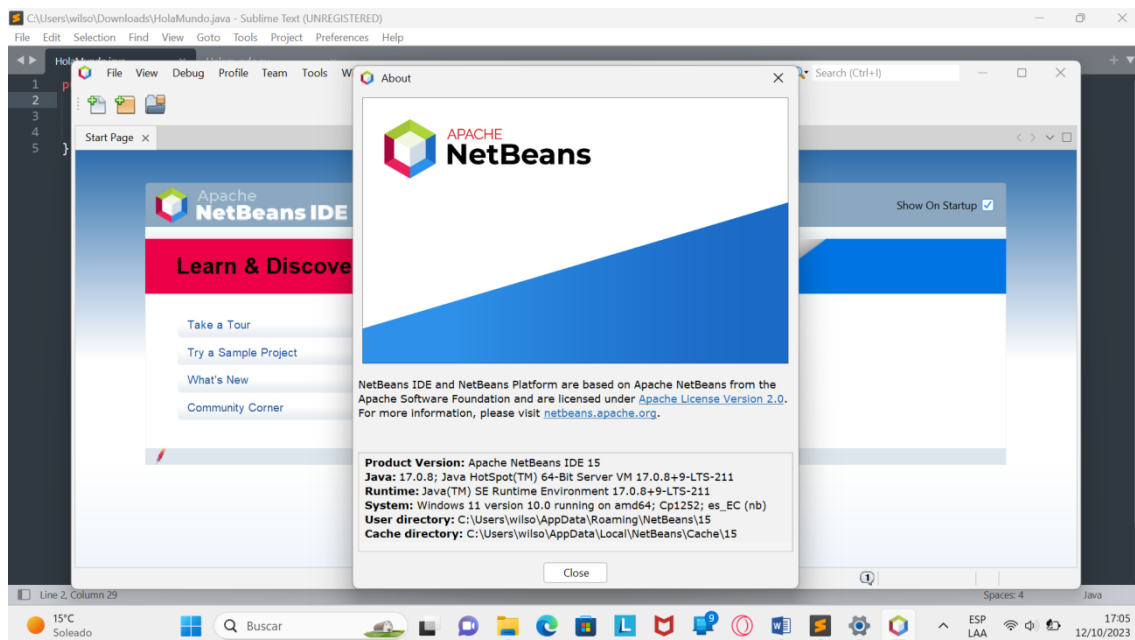 C:\Users\wilso\Downloads\HolaMundo.java - Sublime Text (UNREGISTERED)
File Edit Selection Find View Goto Tools Project Preferences Help
File View Debug Profile Team Tools W
Search (Ctrl+I)
About
1
2
3
4
5 }
Start Page
APACHE
NetBeans
Apache
NetBeans IDE
Show On Startup
Learn & Discove
Take a Tour
Try a Sample Project
What's New
Community Corner
NetBeans IDE and NetBeans Platform are based on Apache NetBeans from the
Apache Software Foundation and are licensed under Apache License Version 2.0.
For more information, please visit netbeans.apache.org.
Product Version: Apache NetBeans IDE 15
Java: 17.0.8; Java HotSpot(TM) 64-Bit Server VM 17.0.8+9-LTS-211
Runtime: Java(TM) SE Runtime Environment 17.0.8+9-LTS-211
System: Windows 11 version 10.0 running on amd64; Cp1252; es_EC (nb)
User directory: C:\Users\wilso\AppData\Roaming\NetBeans\15
Cache directory: C:\Users\wilso\AppData\Local\NetBeans\Cache\15
Close
1
Line 2, Column 29
Spaces: 4
Java
15°C
Soleado
Buscar
9
ESP
LAA
17:05
12/10/2023